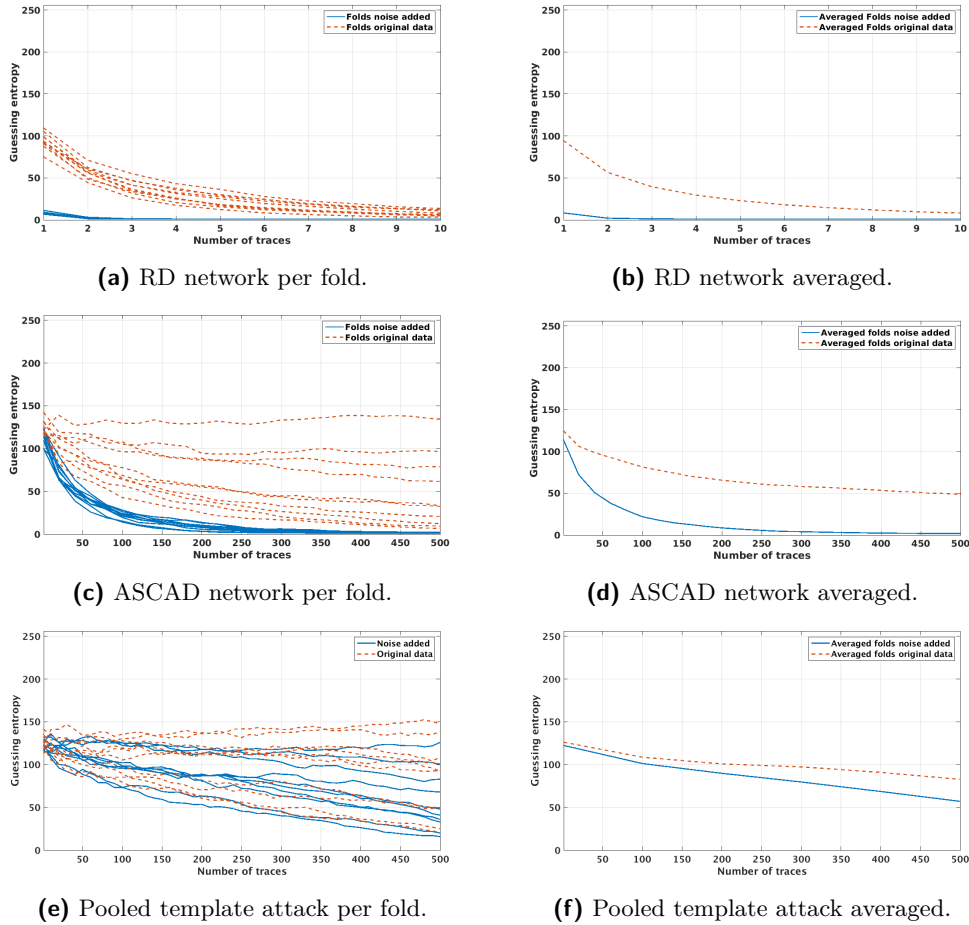 250
200
150
100
50
0
Guessing entropy
Folds noise added
Folds original data
1 2 3 4 5 6 7 8 9 10
Number of traces
(a) RD network per fold.
250
200
150
100
50
0
Guessing entropy
Averaged Folds noise added
Averaged Folds original data
1 2 3 4 5 6 7 8 9 10
Number of traces
(b) RD network averaged.
250
200
150
100
50
0
Guessing entropy
Folds noise added
Folds original data
50 100 150 200 250 300 350 400 450 500
Number of traces
(c) ASCAD network per fold.
250
200
150
100
50
0
Guessing entropy
Averaged folds noise added
Averaged folds original data
50 100 150 200 250 300 350 400 450 500
Number of traces
(d) ASCAD network averaged.
250
200
150
100
50
0
Guessing entropy
Noise added
Original data
50 100 150 200 250 300 350 400 450 500
Number of traces
(e) Pooled template attack per fold.
250
200
150
100
50
0
Guessing entropy
Averaged folds noise added
Averaged folds original data
50 100 150 200 250 300 350 400 450 500
Number of traces
(f) Pooled template attack averaged.